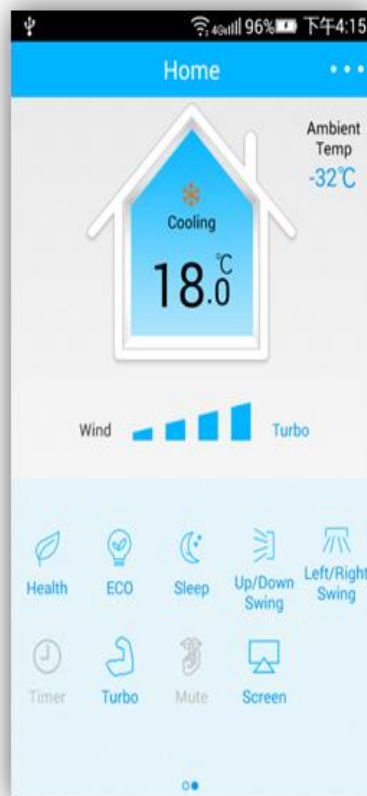 4G 96% 下午4:15
Home
Ambient
Temp
-32℃
Cooling
18.0℃
Wind Turbo
Health ECO Sleep Up/Down Swing Left/Right Swing
Timer Turbo Mute Screen